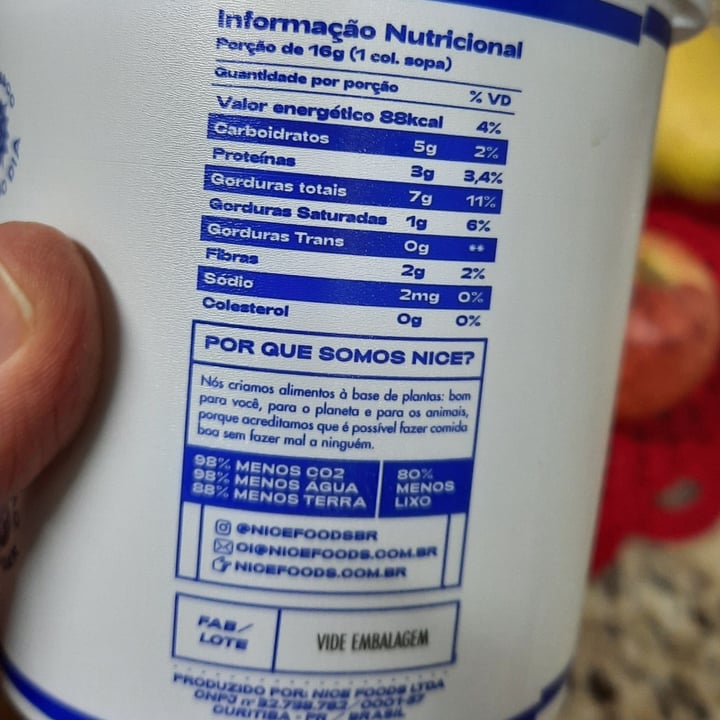 Informação Nutricional
Porção de 16g (1 col. sopa)
Quantidade por porção % VD
Valor energético 88kcal 4%
Carboidratos 5g 2%
Proteínas 3g 3,4%
Gorduras totais 7g 11%
Gorduras Saturadas 1g 6%
Gorduras Trans 0g **
Fibras 2g 2%
Sódio 2mg 0%
Colesterol 0g 0%
POR QUE SOMOS NICE?
Nós criamos alimentos à base de plantas: bom
para você, para o planeta e para os animais,
porque acreditamos que é possível fazer comida
boa sem fazer mal a ninguém.
98% MENOS CO2
98% MENOS ÁGUA
88% MENOS TERRA
80%
MENOS
LIXO
@NICEFOODSBR
OI@NICEFOODS.COM.BR
NICEFOODS.COM.BR
FAB/
LOTE
VIDE EMBALAGEM
PRODUZIDO POR: NICE FOODS LTDA
CNPJ nº
CURITIBA - PR / BRASIL